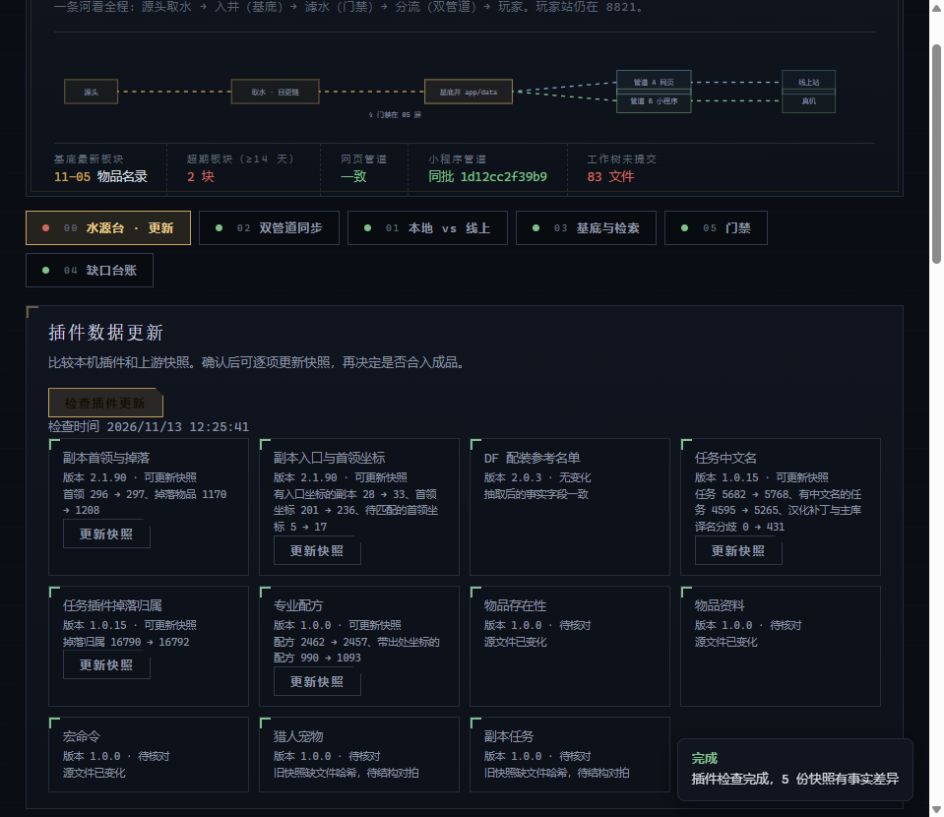 一条河看全程：源头取水 → 入井（基底）→ 滤水（门禁）→ 分流（双管道）→ 玩家。玩家站仍在 8821。
源头
取水 · 自更链
基底井 app/data
管道 A 网页
管道 B 小程序
线上站
真机
⇧ 门禁在 05 屏
基底最新板块
11-05 物品名录
超期板块（≥14 天）
2 块
网页管道
一致
小程序管道
同批 1d12cc2f39b9
工作树未提交
83 文件
00 水源台 · 更新
02 双管道同步
01 本地 vs 线上
03 基底与检索
05 门禁
04 缺口台账
插件数据更新
比较本机插件和上游快照。确认后可逐项更新快照，再决定是否合入成品。
检查插件更新
检查时间 2026/11/13 12:25:41
副本首领与掉落
版本 2.1.90 · 可更新快照
首领 296 → 297、掉落物品 1170
→ 1208
更新快照
副本入口与首领坐标
版本 2.1.90 · 可更新快照
有入口坐标的副本 28 → 33、首领
坐标 201 → 236、待匹配的首领坐
标 5 → 17
更新快照
DF 配装参考名单
版本 2.0.3 · 无变化
抽取后的事实字段一致
任务中文名
版本 1.0.15 · 可更新快照
任务 5682 → 5768、有中文名的任
务 4595 → 5265、汉化补丁与主库
译名分歧 0 → 431
更新快照
任务插件掉落归属
版本 1.0.15 · 可更新快照
掉落归属 16790 → 16792
更新快照
专业配方
版本 1.0.0 · 可更新快照
配方 2462 → 2457、带出处坐标的
配方 990 → 1093
更新快照
物品存在性
版本 1.0.0 · 待核对
源文件已变化
物品资料
版本 1.0.0 · 待核对
源文件已变化
宏命令
版本 1.0.0 · 待核对
源文件已变化
猎人宠物
版本 1.0.0 · 待核对
旧快照缺文件哈希，待结构对拍
副本任务
版本 1.0.0 · 待核对
旧快照缺文件哈希，待结构对拍
完成
插件检查完成，5 份快照有事实差异